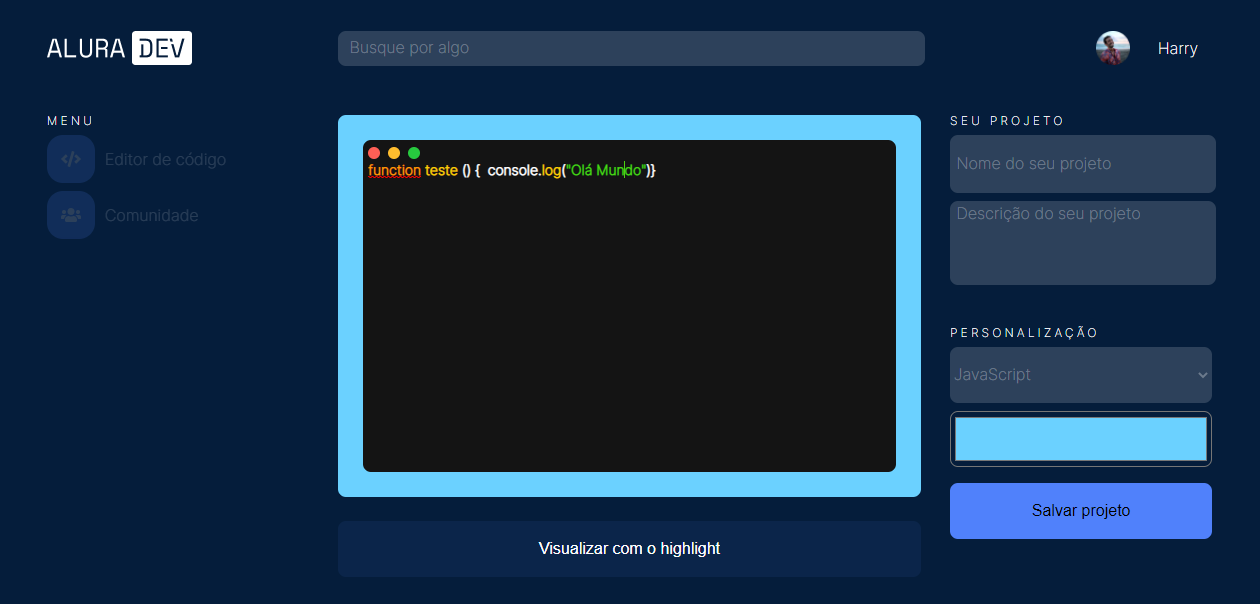 ALURA DEV
Busque por algo
Harry
MENU
Editor de código
Comunidade
function teste () {  console.log("Olá Mundo")}
Visualizar com o highlight
SEU PROJETO
Nome do seu projeto
Descrição do seu projeto
PERSONALIZAÇÃO
JavaScript
Salvar projeto